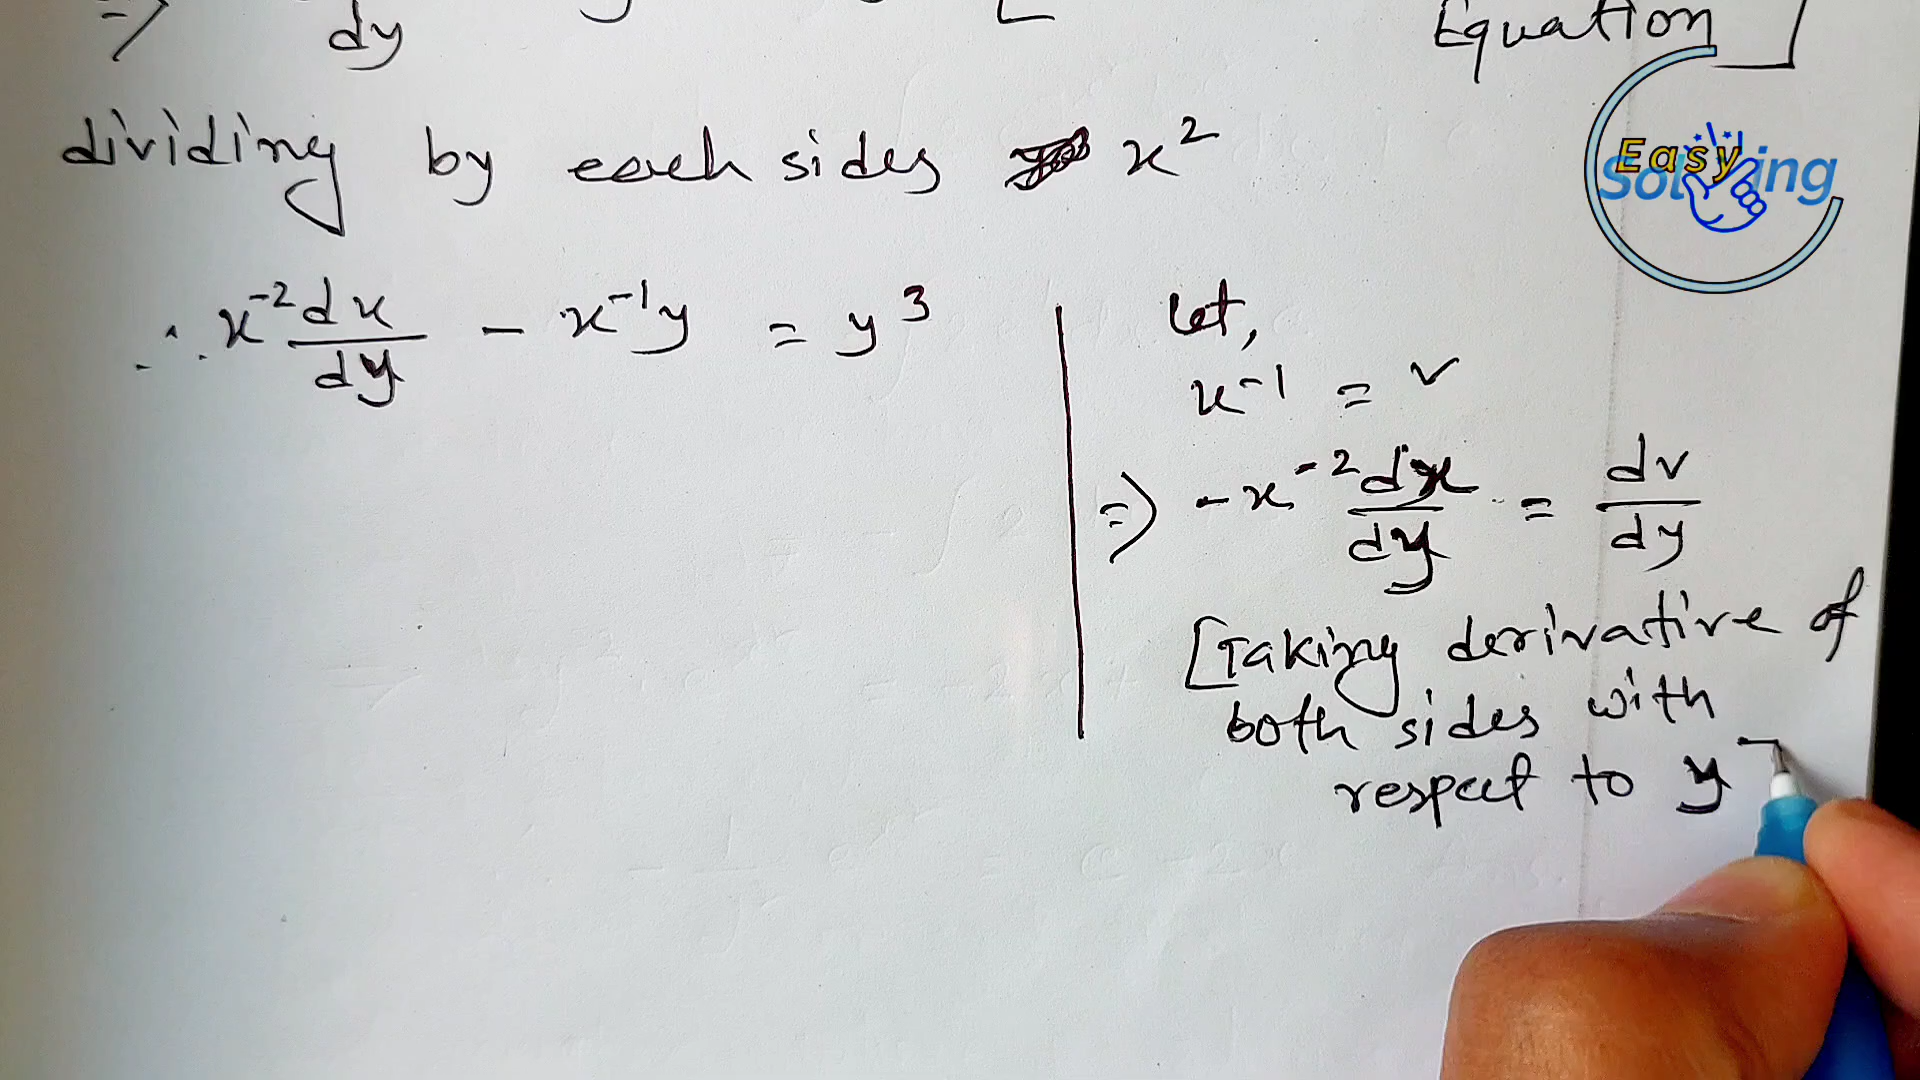 ⇒ dy [ Equation ]
dividing by each sides x²
∴ x⁻² dx/dy - x⁻¹y = y³
Let,
x⁻¹ = v
⇒ -x⁻² dx/dy = dv/dy
[Taking derivative of
both sides with
respect to y
Easy
Solving